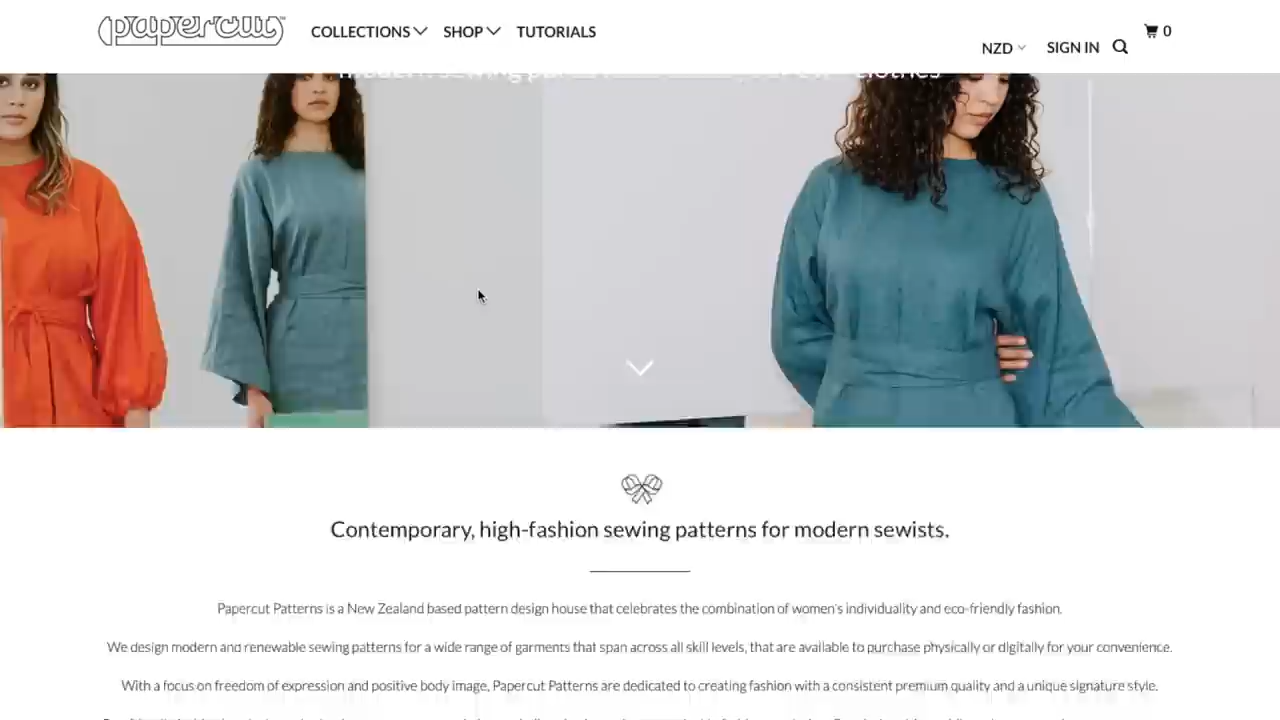 papercut
COLLECTIONS SHOP TUTORIALS
NZD SIGN IN 0
modern sewing clothes
Contemporary, high-fashion sewing patterns for modern sewists.
Papercut Patterns is a New Zealand based pattern design house that celebrates the combination of women's individuality and eco-friendly fashion.
We design modern and renewable sewing patterns for a wide range of garments that span across all skill levels, that are available to purchase physically or digitally for your convenience.
With a focus on freedom of expression and positive body image, Papercut Patterns are dedicated to creating fashion with a consistent premium quality and a unique signature style.